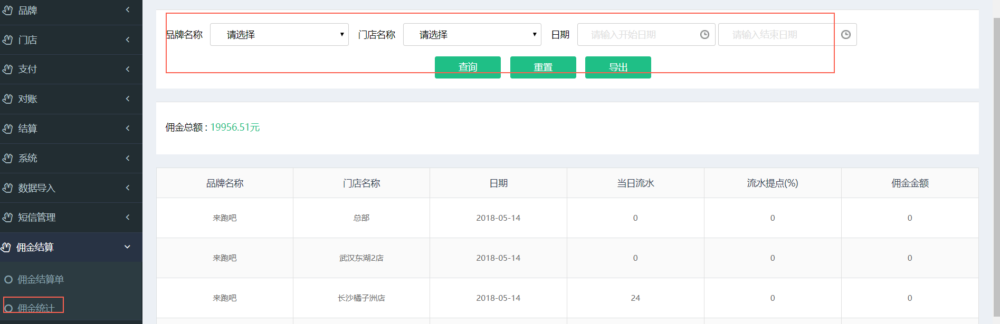 品牌
门店
支付
对账
结算
系统
数据导入
短信管理
佣金结算
佣金结算单
佣金统计
品牌名称 请选择 门店名称 请选择 日期 请输入开始日期 请输入结束日期
查询 重置 导出
佣金总额 : 19956.51元
品牌名称 门店名称 日期 当日流水 流水提点(%) 佣金金额
来跑吧 总部 2018-05-14 0 0 0
来跑吧 武汉东湖2店 2018-05-14 0 0 0
来跑吧 长沙橘子洲店 2018-05-14 24 0 0